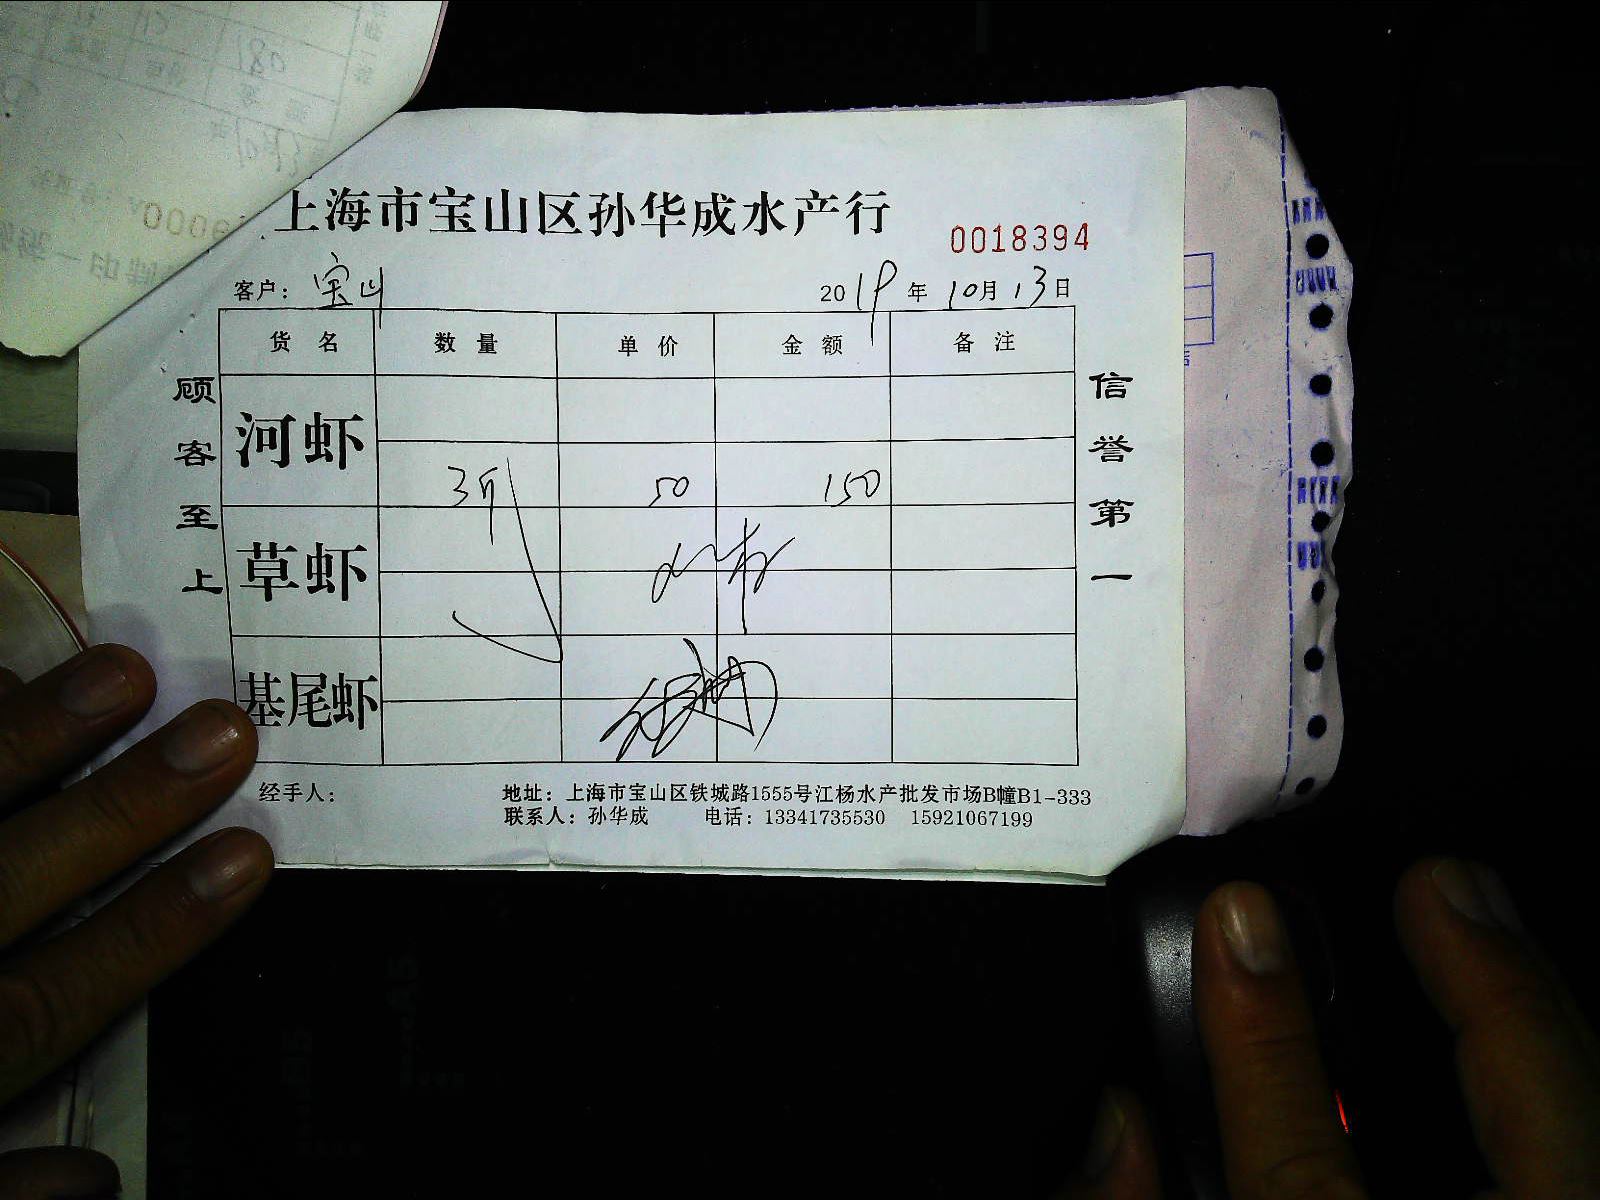 上海市宝山区孙华成水产行
0018394
客户：宝山 2019年10月13日
货名 数量 单价 金额 备注
河虾
3斤 50 150
草虾
基尾虾
顾客至上
信誉第一
经手人：
地址：上海市宝山区铁城路1555号江杨水产批发市场B幢B1-333
联系人：孙华成 电话：13341735530 15921067199